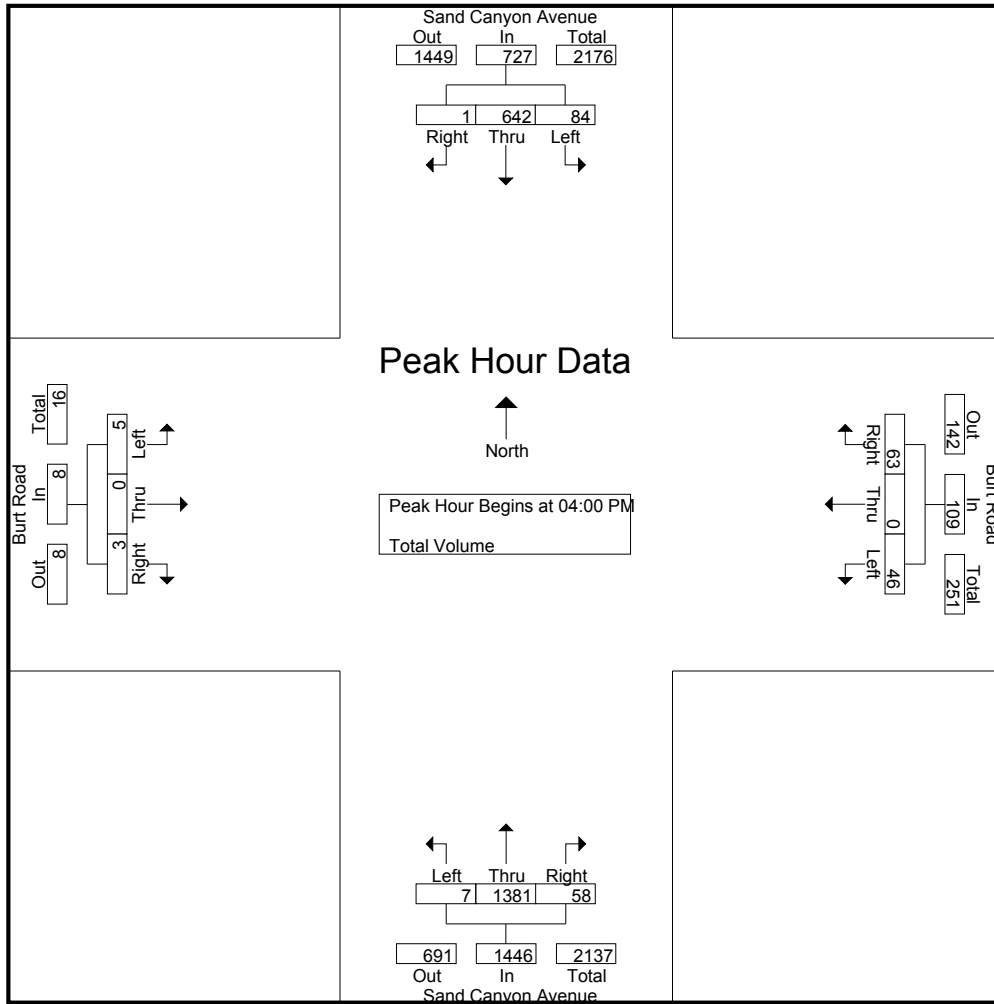 Sand Canyon Avenue
Out In Total
1449 727 2176
1 642 84
Right Thru Left
Peak Hour Data
North
Peak Hour Begins at 04:00 PM
Total Volume
Burt Road
Total In Out
16 8 8
5 0 3
Left Thru Right
Right Thru Left
63 0 46
142 109 251
Out In Total
Burt Road
Left Thru Right
7 1381 58
691 1446 2137
Out In Total
Sand Canyon Avenue